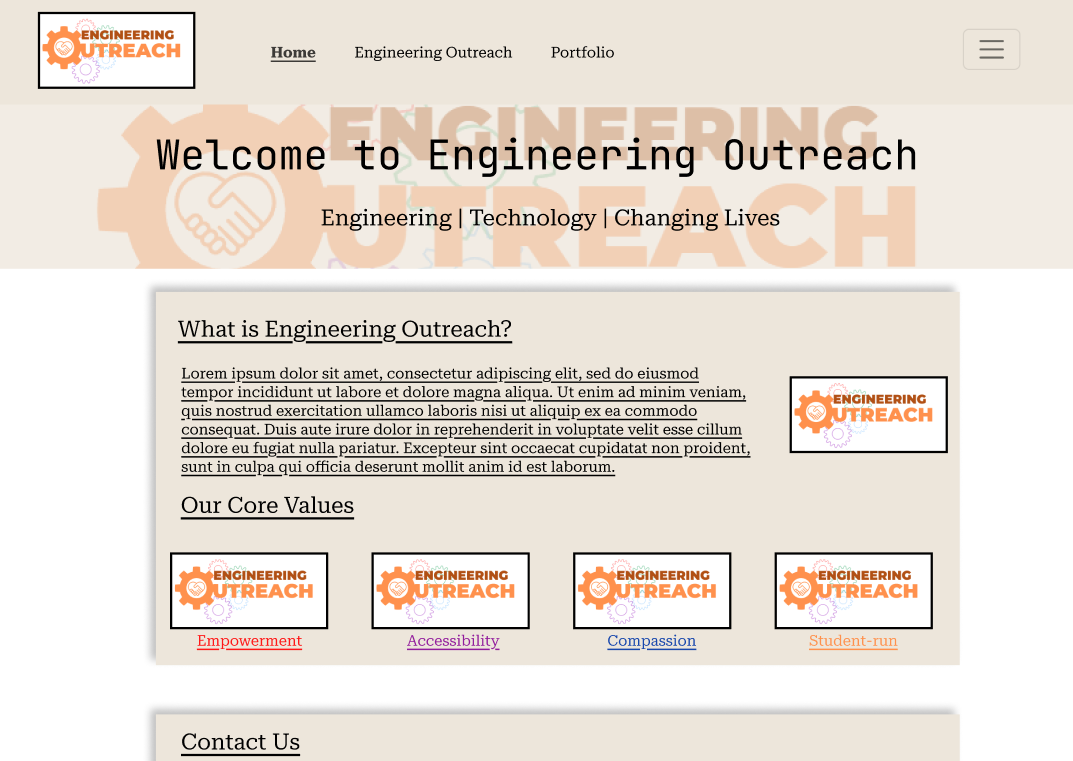 ENGINEERING
OUTREACH
Home
Engineering Outreach
Portfolio
ENGINEERING
OUTREACH
Welcome to Engineering Outreach
Engineering | Technology | Changing Lives
What is Engineering Outreach?
Lorem ipsum dolor sit amet, consectetur adipiscing elit, sed do eiusmod
tempor incididunt ut labore et dolore magna aliqua. Ut enim ad minim veniam,
quis nostrud exercitation ullamco laboris nisi ut aliquip ex ea commodo
consequat. Duis aute irure dolor in reprehenderit in voluptate velit esse cillum
dolore eu fugiat nulla pariatur. Excepteur sint occaecat cupidatat non proident,
sunt in culpa qui officia deserunt mollit anim id est laborum.
ENGINEERING
OUTREACH
Our Core Values
ENGINEERING
OUTREACH
Empowerment
ENGINEERING
OUTREACH
Accessibility
ENGINEERING
OUTREACH
Compassion
ENGINEERING
OUTREACH
Student-run
Contact Us